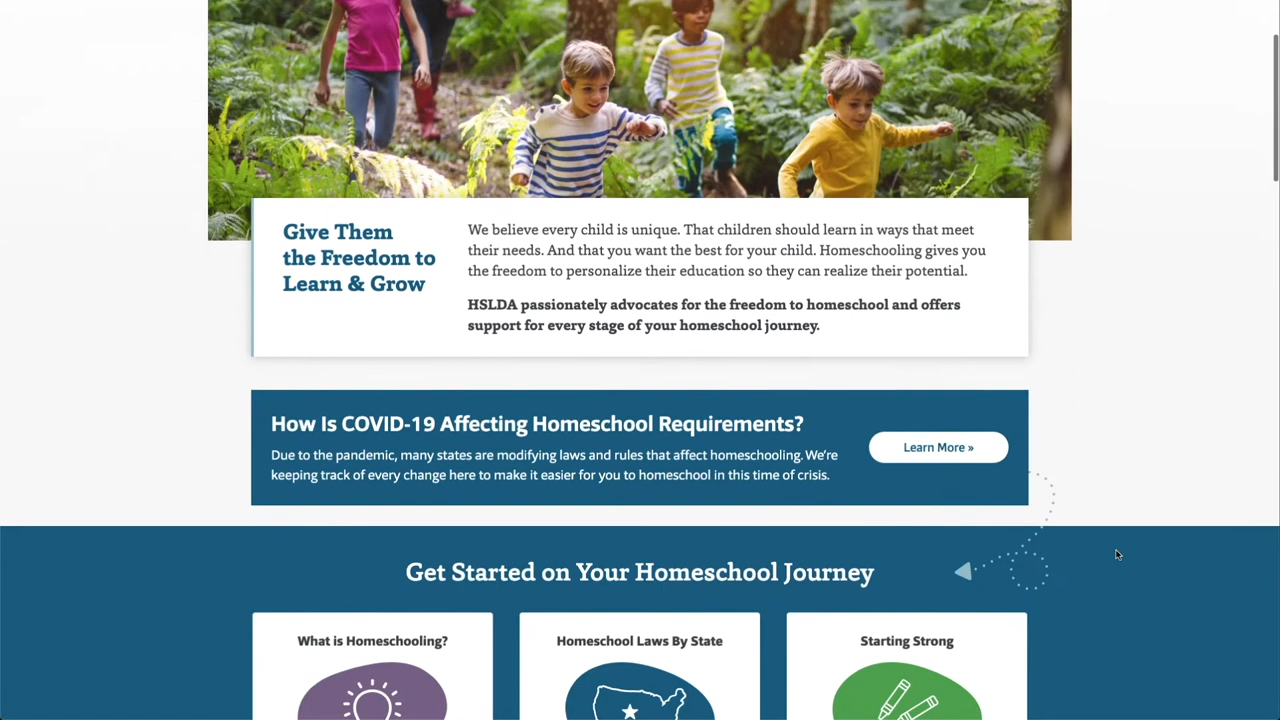 Give Them
the Freedom to
Learn & Grow
We believe every child is unique. That children should learn in ways that meet
their needs. And that you want the best for your child. Homeschooling gives you
the freedom to personalize their education so they can realize their potential.
HSLDA passionately advocates for the freedom to homeschool and offers
support for every stage of your homeschool journey.
How Is COVID-19 Affecting Homeschool Requirements?
Due to the pandemic, many states are modifying laws and rules that affect homeschooling. We're
keeping track of every change here to make it easier for you to homeschool in this time of crisis.
Learn More »
Get Started on Your Homeschool Journey
What is Homeschooling?
Homeschool Laws By State
Starting Strong